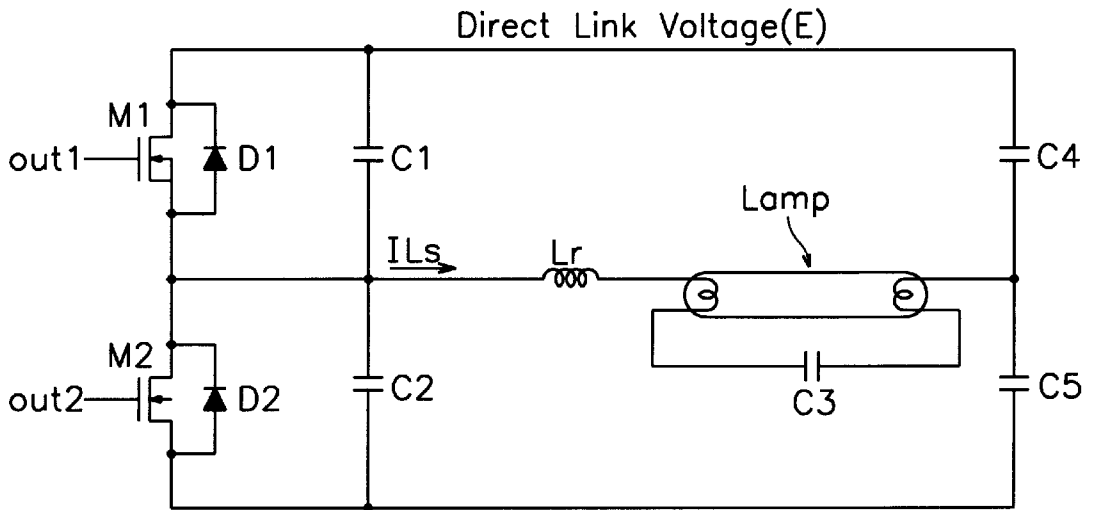 Direct Link Voltage(E)
M1
out1
D1
C1
C4
Lamp
ILs
Lr
M2
out2
D2
C2
C3
C5